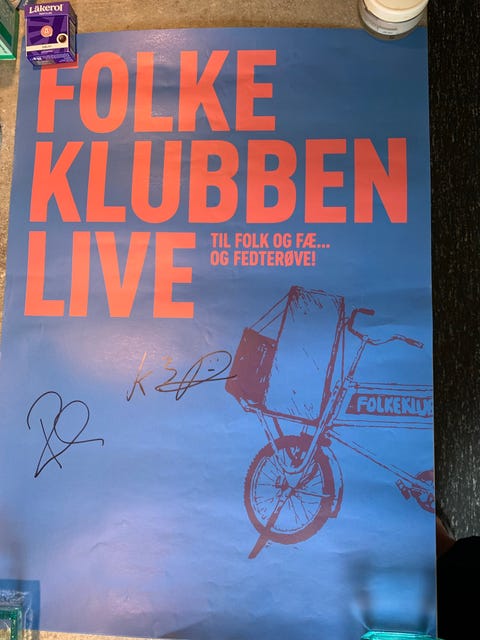 Läkerol
FOLKE
KLUBBEN
LIVE
TIL FOLK OG FÆ...
OG FEDTERØVE!
FOLKEKLUB